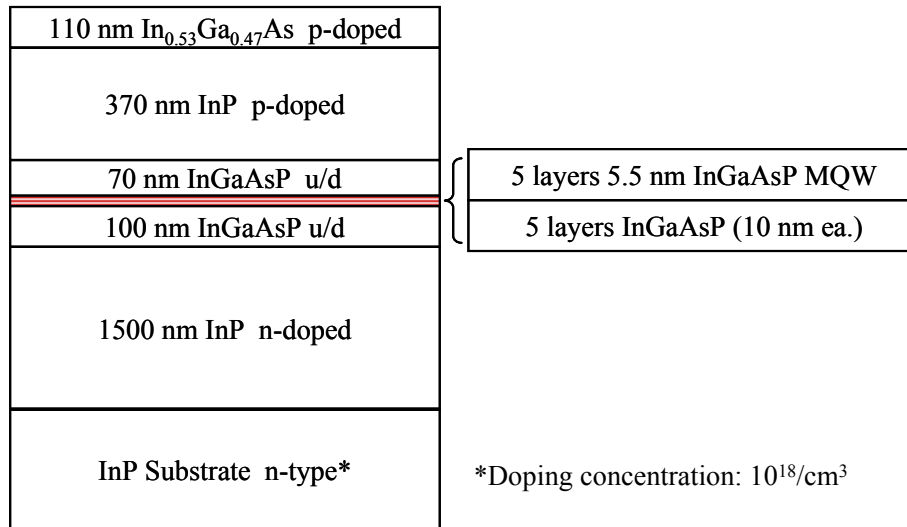 110 nm In0.53Ga0.47As p-doped
370 nm InP p-doped
70 nm InGaAsP u/d
100 nm InGaAsP u/d
1500 nm InP n-doped
InP Substrate n-type*
5 layers 5.5 nm InGaAsP MQW
5 layers InGaAsP (10 nm ea.)
*Doping concentration: 10¹⁸/cm³